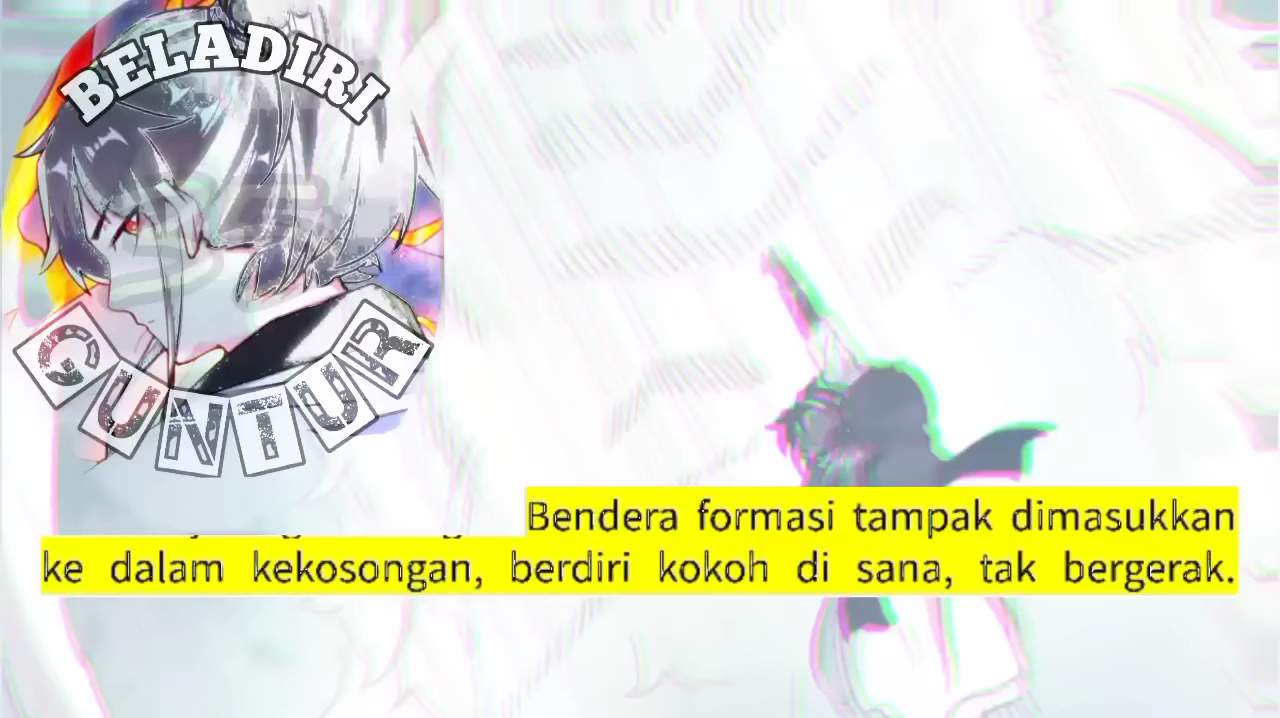 BELADIRI
GUNTUR
Bendera formasi tampak dimasukkan
ke dalam kekosongan, berdiri kokoh di sana, tak bergerak.